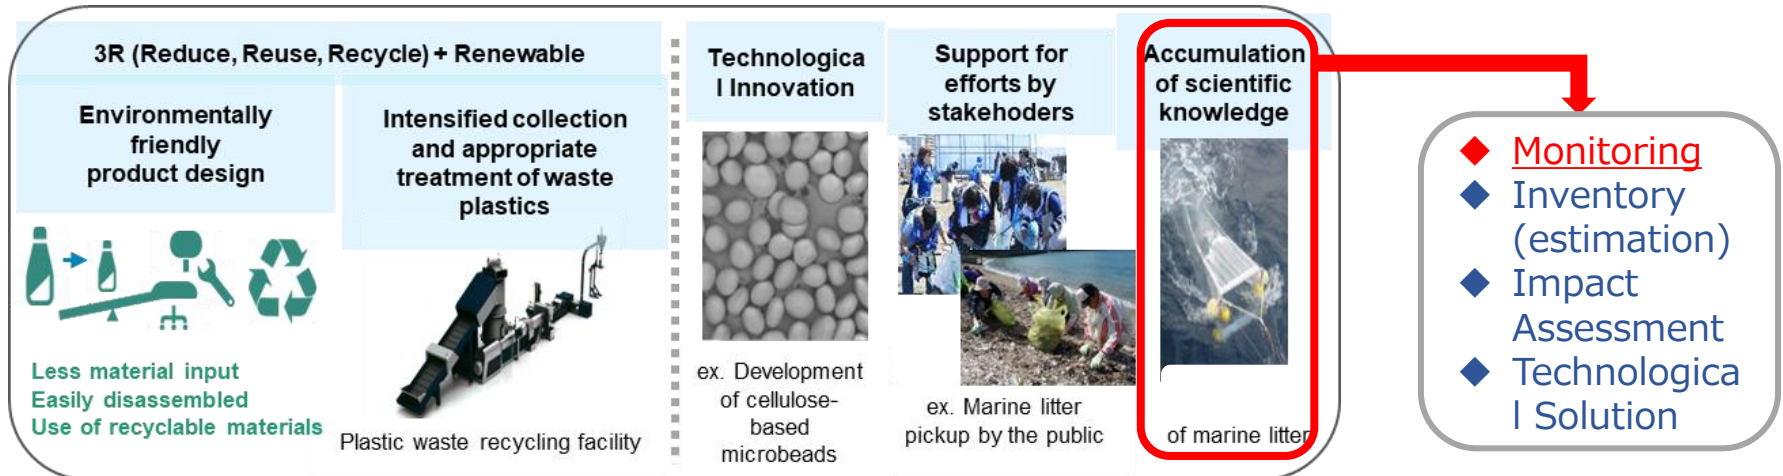 3R (Reduce, Reuse, Recycle) + Renewable
Environmentally
friendly
product design
Less material input
Easily disassembled
Use of recyclable materials
Intensified collection
and appropriate
treatment of waste
plastics
Plastic waste recycling facility
Technologica
l Innovation
ex. Development
of cellulose-
based
microbeads
Support for
efforts by
stakehoders
ex. Marine litter
pickup by the public
Accumulation
of scientific
knowledge
of marine litter
◆ Monitoring
◆ Inventory
(estimation)
◆ Impact
Assessment
◆ Technologica
l Solution